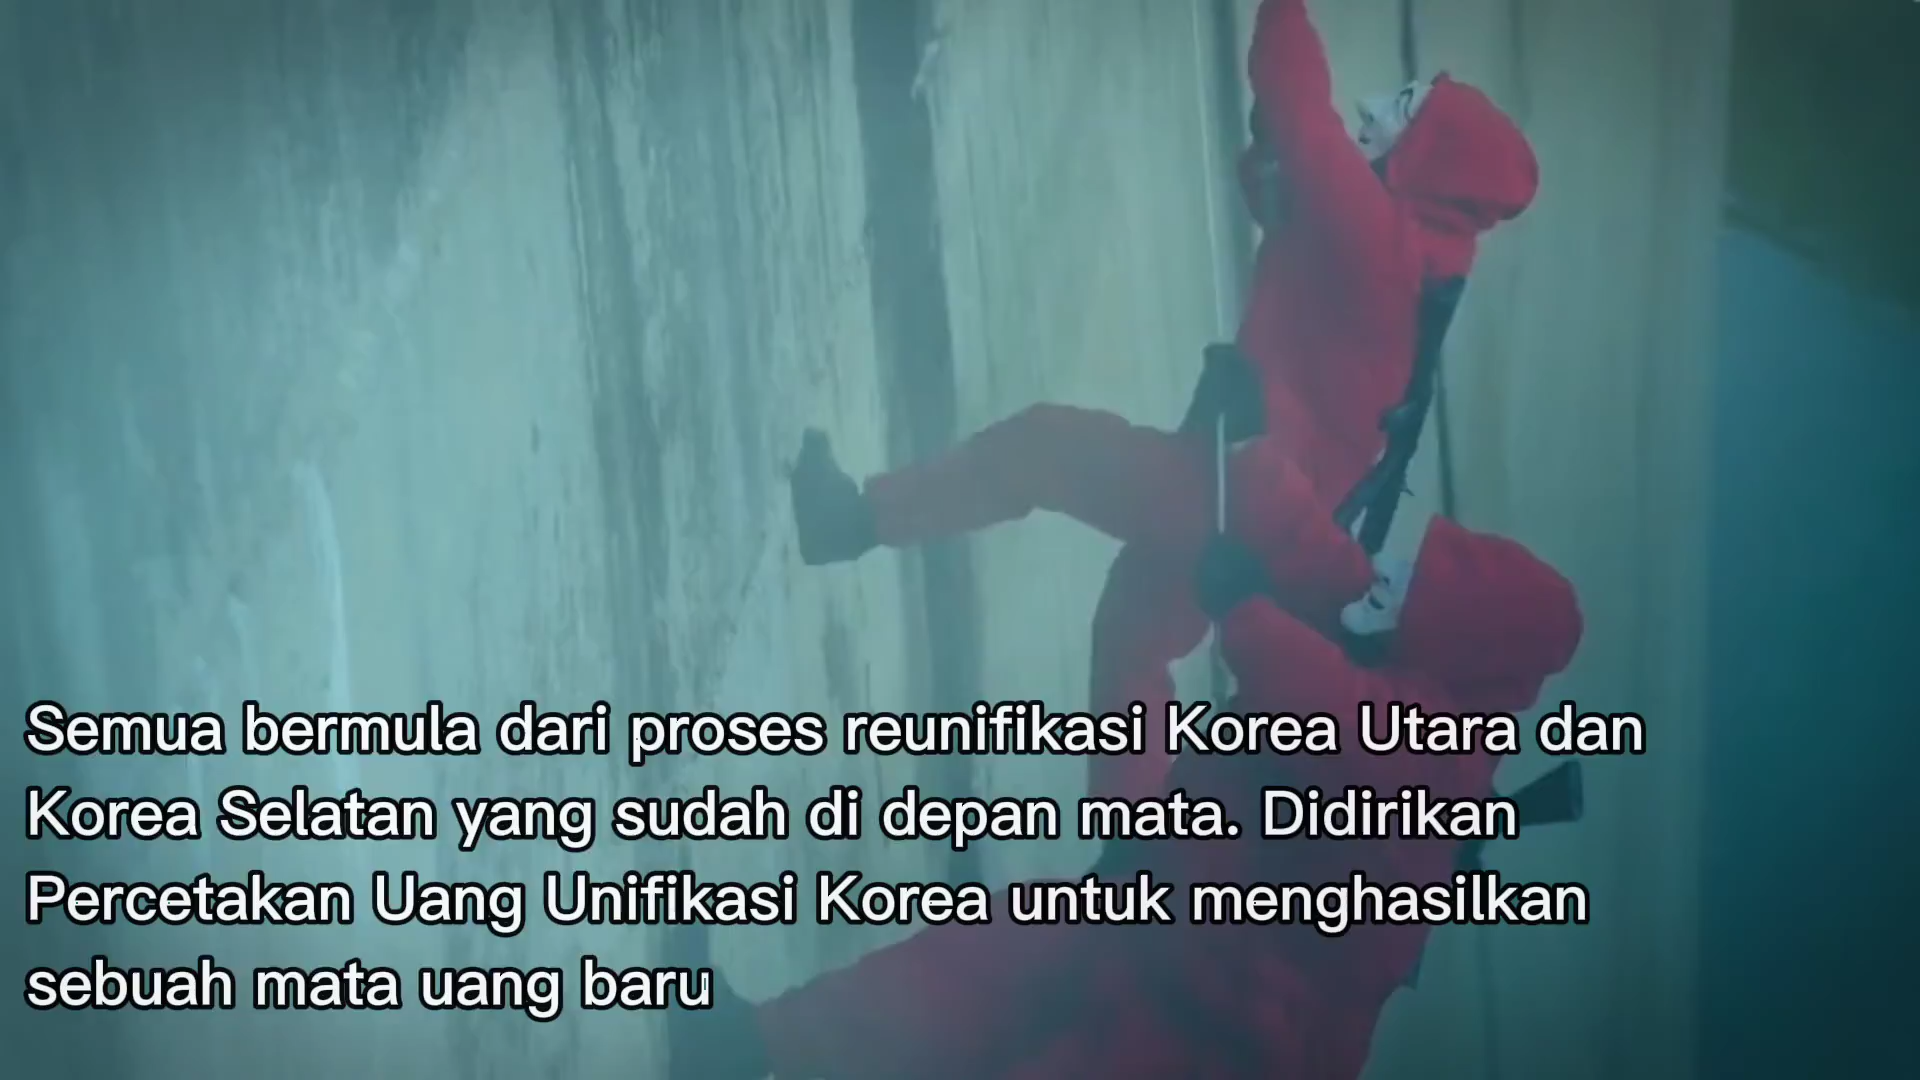 Semua bermula dari proses reunifikasi Korea Utara dan
Korea Selatan yang sudah di depan mata. Didirikan
Percetakan Uang Unifikasi Korea untuk menghasilkan
sebuah mata uang baru